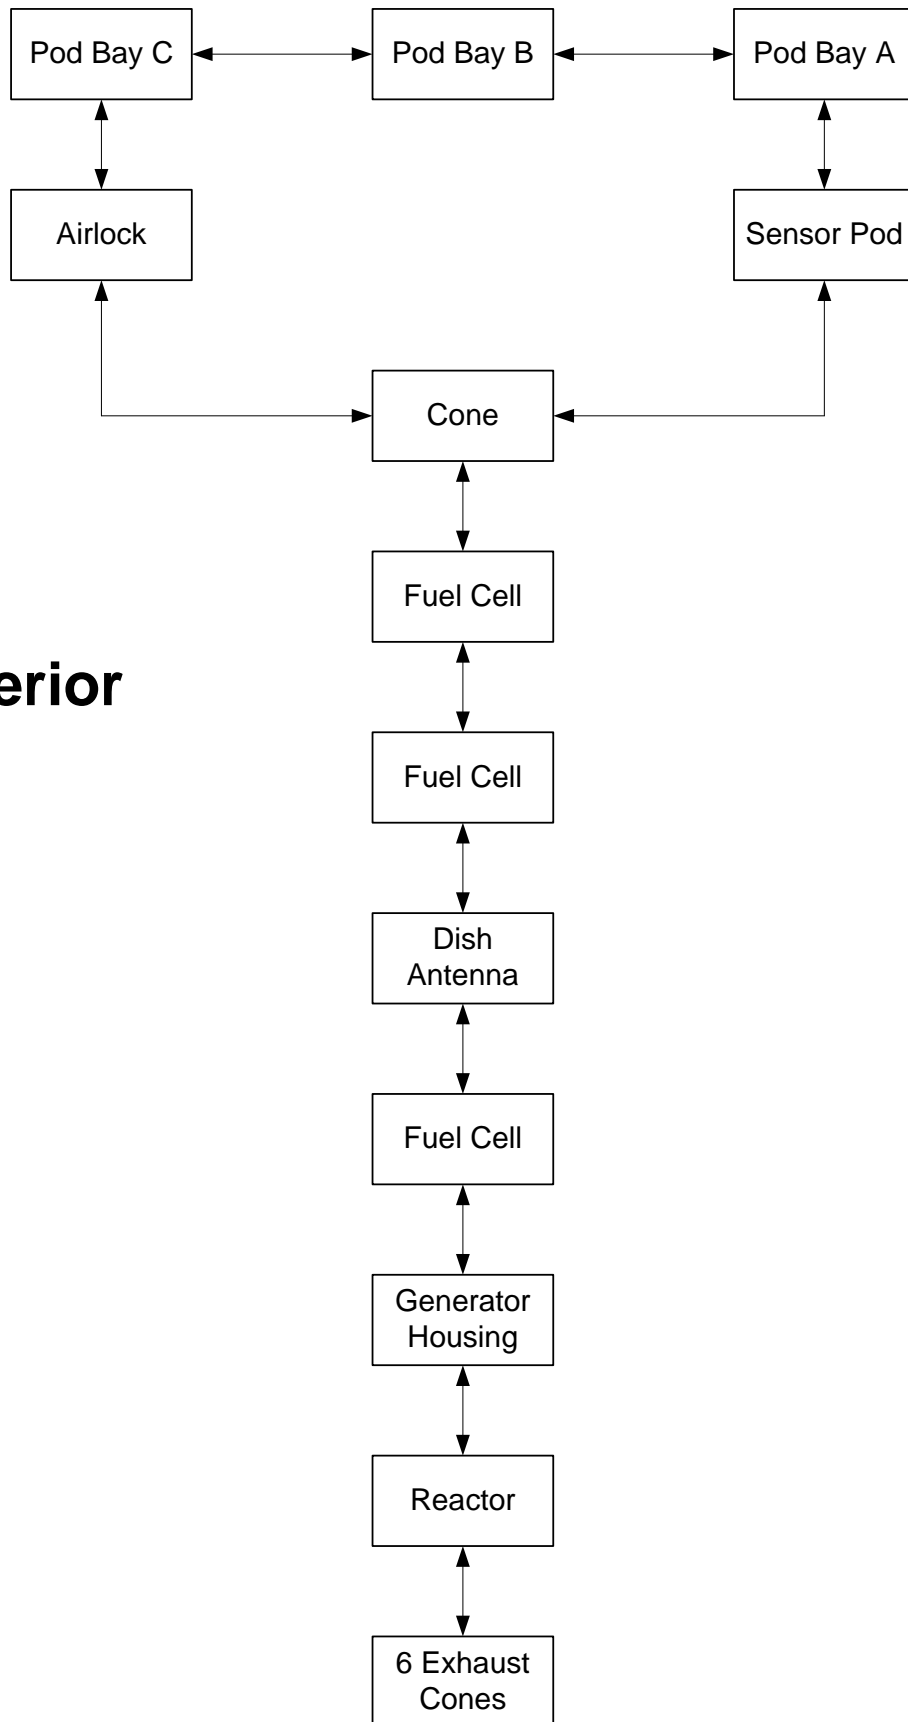 Pod Bay C
Pod Bay B
Pod Bay A
Airlock
Sensor Pod
Cone
Fuel Cell
erior
Fuel Cell
Dish
Antenna
Fuel Cell
Generator
Housing
Reactor
6 Exhaust
Cones